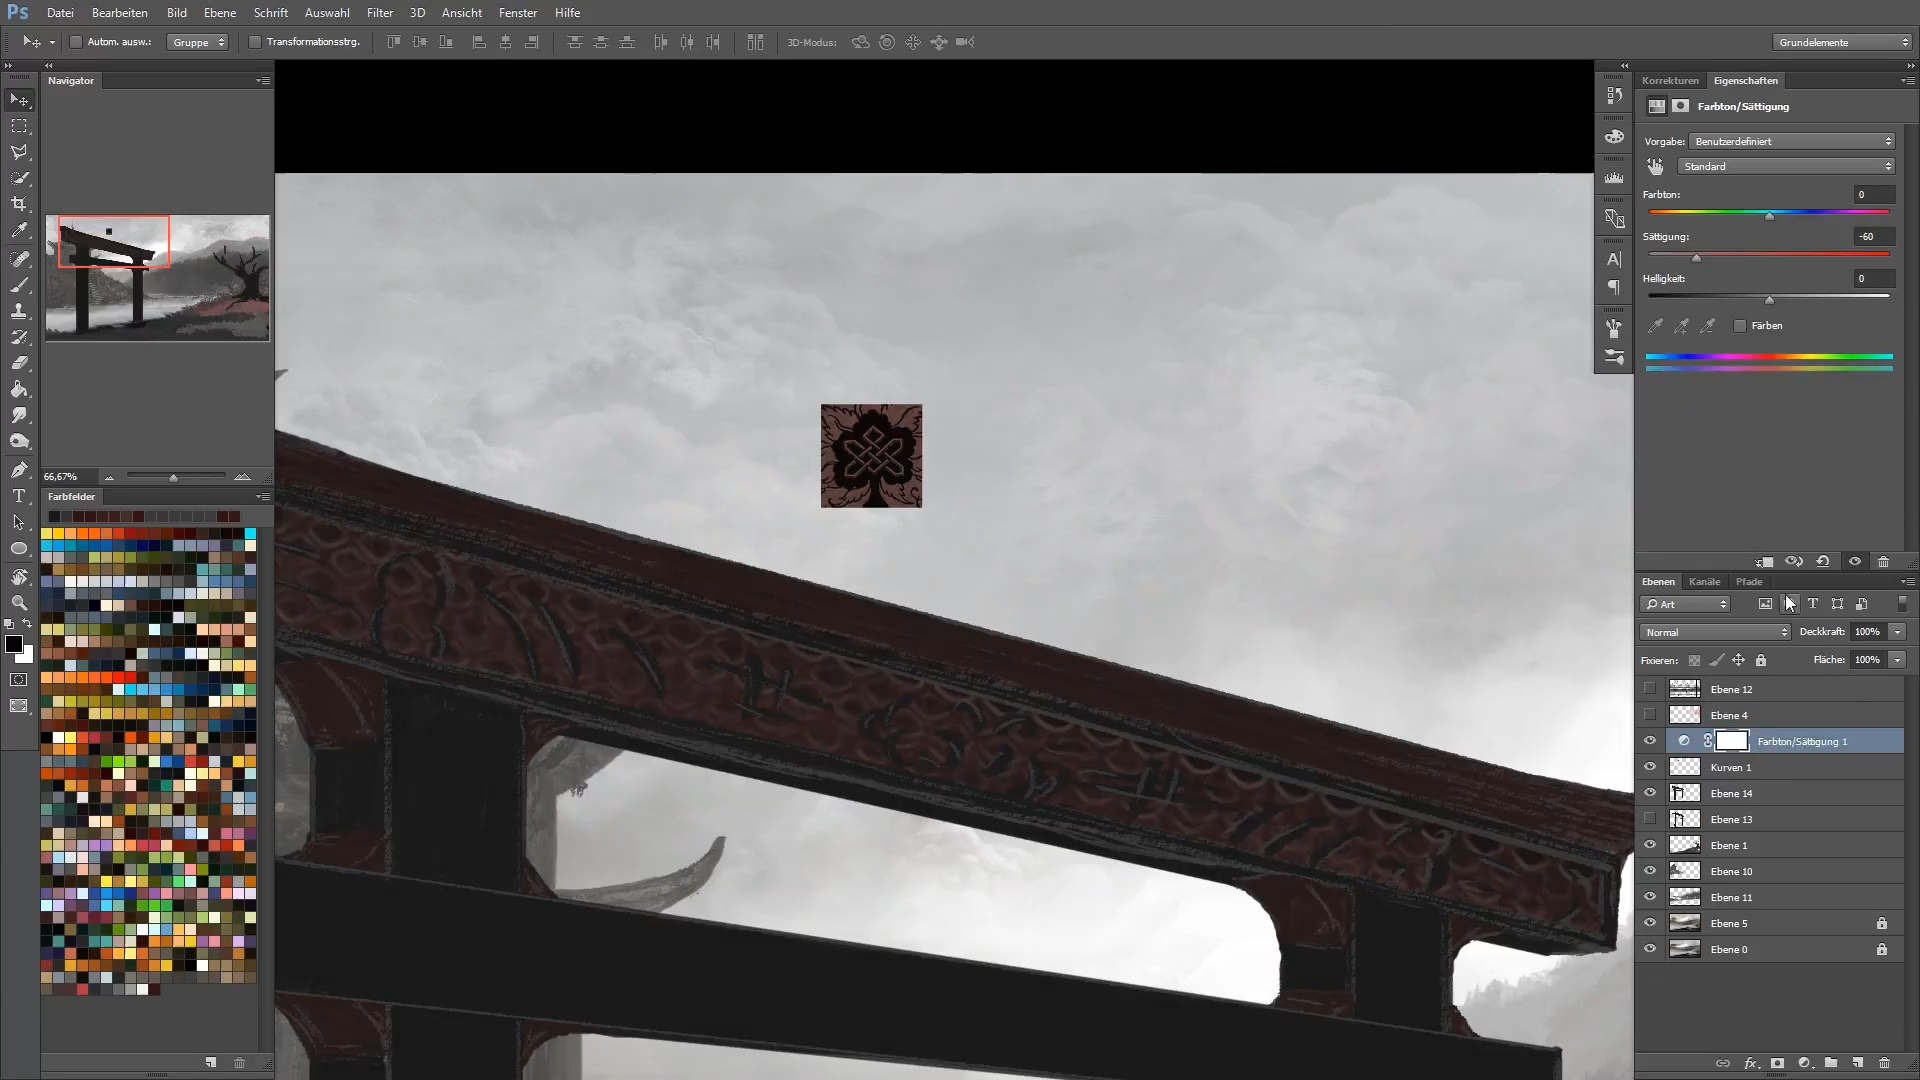 Ps Datei Bearbeiten Bild Ebene Schrift Auswahl Filter 3D Ansicht Fenster Hilfe
Autom. ausw.: Gruppe Transformationsstrg. 3D-Modus: Grundelemente
Navigator
66,67%
Farbfelder
Korrekturen Eigenschaften
Farbton/Sättigung
Vorgabe: Benutzerdefiniert
Standard
Farbton: 0
Sättigung: -60
Helligkeit: 0
Färben
Ebenen Kanäle Pfade
Art
Normal Deckkraft: 100%
Fixieren: Fläche: 100%
Ebene 12
Ebene 4
Farbton/Sättigung 1
Kurven 1
Ebene 14
Ebene 13
Ebene 1
Ebene 10
Ebene 11
Ebene 5
Ebene 0